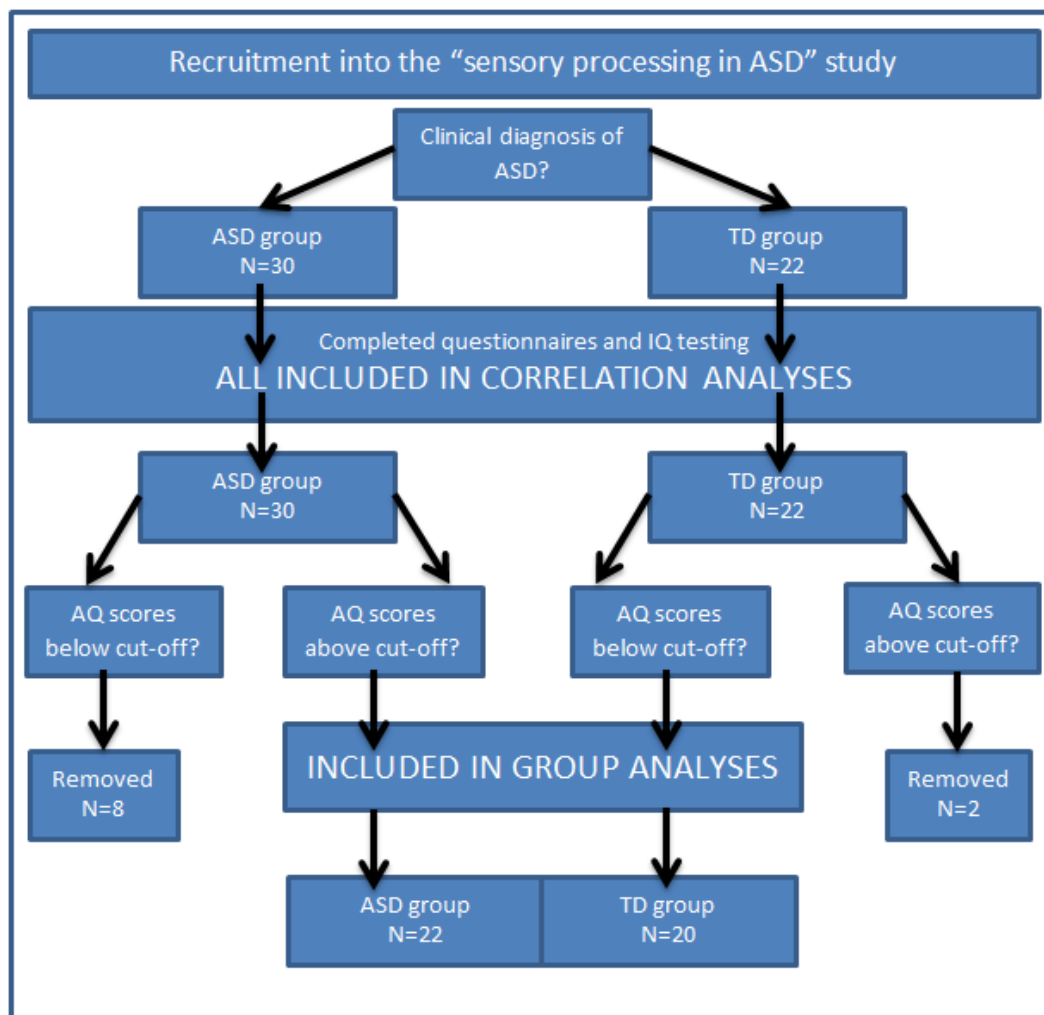 Recruitment into the “sensory processing in ASD” study
Clinical diagnosis of
ASD?
ASD group
N=30
TD group
N=22
Completed questionnaires and IQ testing
ALL INCLUDED IN CORRELATION ANALYSES
ASD group
N=30
TD group
N=22
AQ scores
below cut-off?
AQ scores
above cut-off?
AQ scores
below cut-off?
AQ scores
above cut-off?
Removed
N=8
INCLUDED IN GROUP ANALYSES
Removed
N=2
ASD group
N=22
TD group
N=20